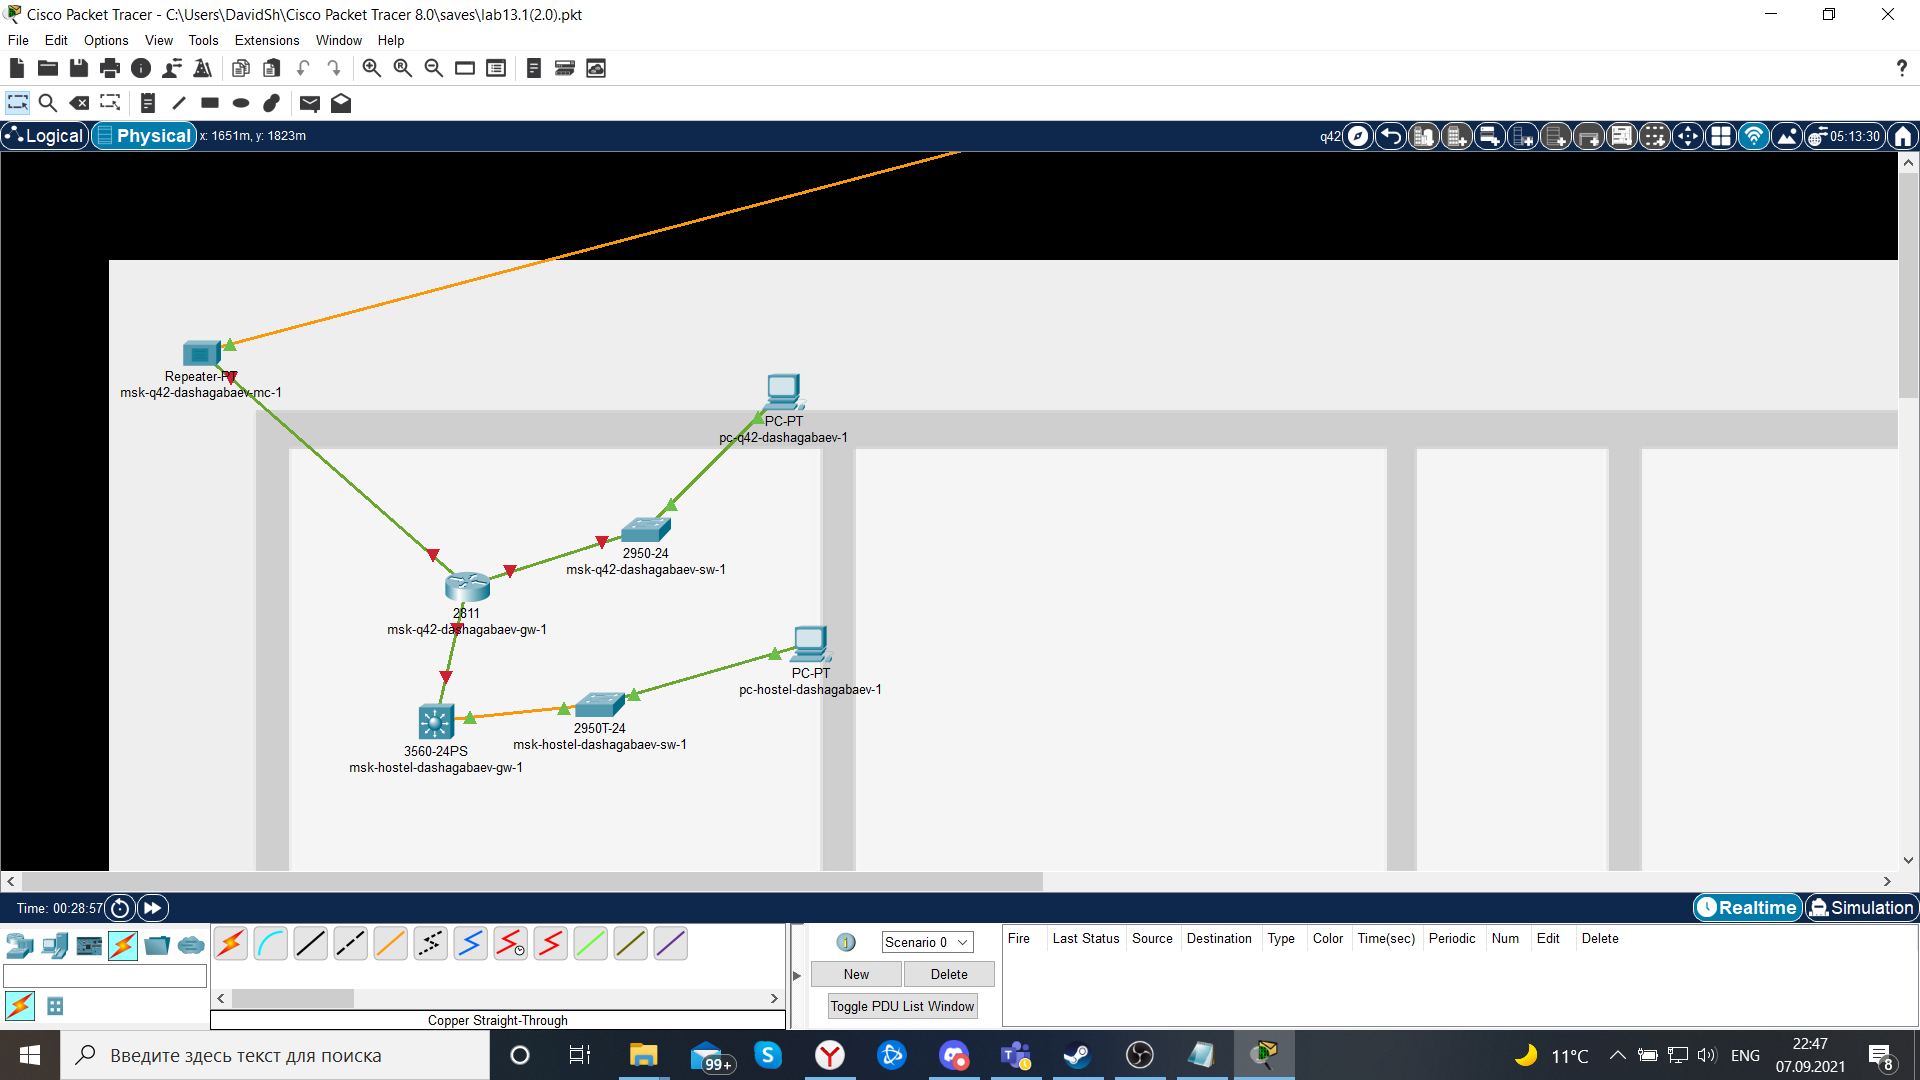 Cisco Packet Tracer - C:\Users\DavidSh\Cisco Packet Tracer 8.0\saves\lab13.1(2.0).pkt
File Edit Options View Tools Extensions Window Help
?
Logical Physical x: 1651m, y: 1823m q42 05:13:30
Repeater-PT
msk-q42-dashagabaev-mc-1
PC-PT
pc-q42-dashagabaev-1
2950-24
msk-q42-dashagabaev-sw-1
2811
msk-q42-dashagabaev-gw-1
PC-PT
pc-hostel-dashagabaev-1
2950T-24
msk-hostel-dashagabaev-sw-1
3560-24PS
msk-hostel-dashagabaev-gw-1
Time: 00:28:57 Realtime Simulation
Scenario 0
Fire Last Status Source Destination Type Color Time(sec) Periodic Num Edit Delete
New Delete
Toggle PDU List Window
Copper Straight-Through
Введите здесь текст для поиска
99+
11°C
ENG
22:47
07.09.2021
8